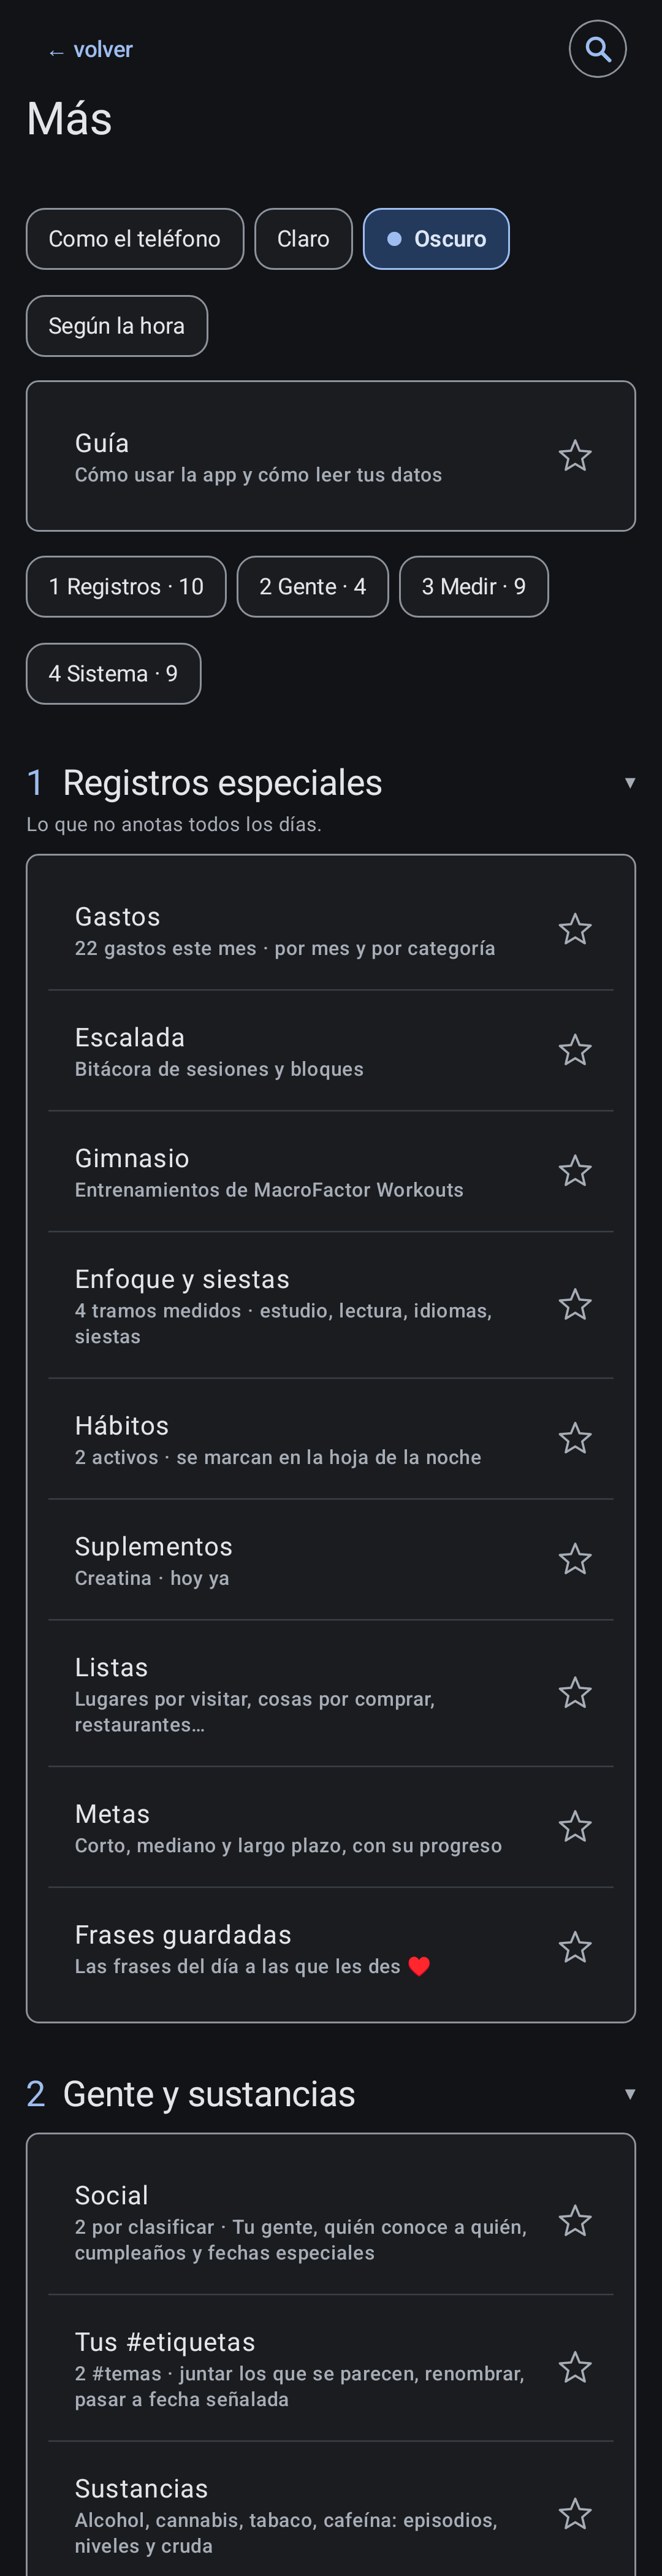 ← volver
Más
Como el teléfono
Claro
Oscuro
Según la hora
Guía
Cómo usar la app y cómo leer tus datos
1 Registros · 10
2 Gente · 4
3 Medir · 9
4 Sistema · 9
1 Registros especiales
Lo que no anotas todos los días.
Gastos
22 gastos este mes · por mes y por categoría
Escalada
Bitácora de sesiones y bloques
Gimnasio
Entrenamientos de MacroFactor Workouts
Enfoque y siestas
4 tramos medidos · estudio, lectura, idiomas,
siestas
Hábitos
2 activos · se marcan en la hoja de la noche
Suplementos
Creatina · hoy ya
Listas
Lugares por visitar, cosas por comprar,
restaurantes…
Metas
Corto, mediano y largo plazo, con su progreso
Frases guardadas
Las frases del día a las que les des ❤️
2 Gente y sustancias
Social
2 por clasificar · Tu gente, quién conoce a quién,
cumpleaños y fechas especiales
Tus #etiquetas
2 #temas · juntar los que se parecen, renombrar,
pasar a fecha señalada
Sustancias
Alcohol, cannabis, tabaco, cafeína: episodios,
niveles y cruda